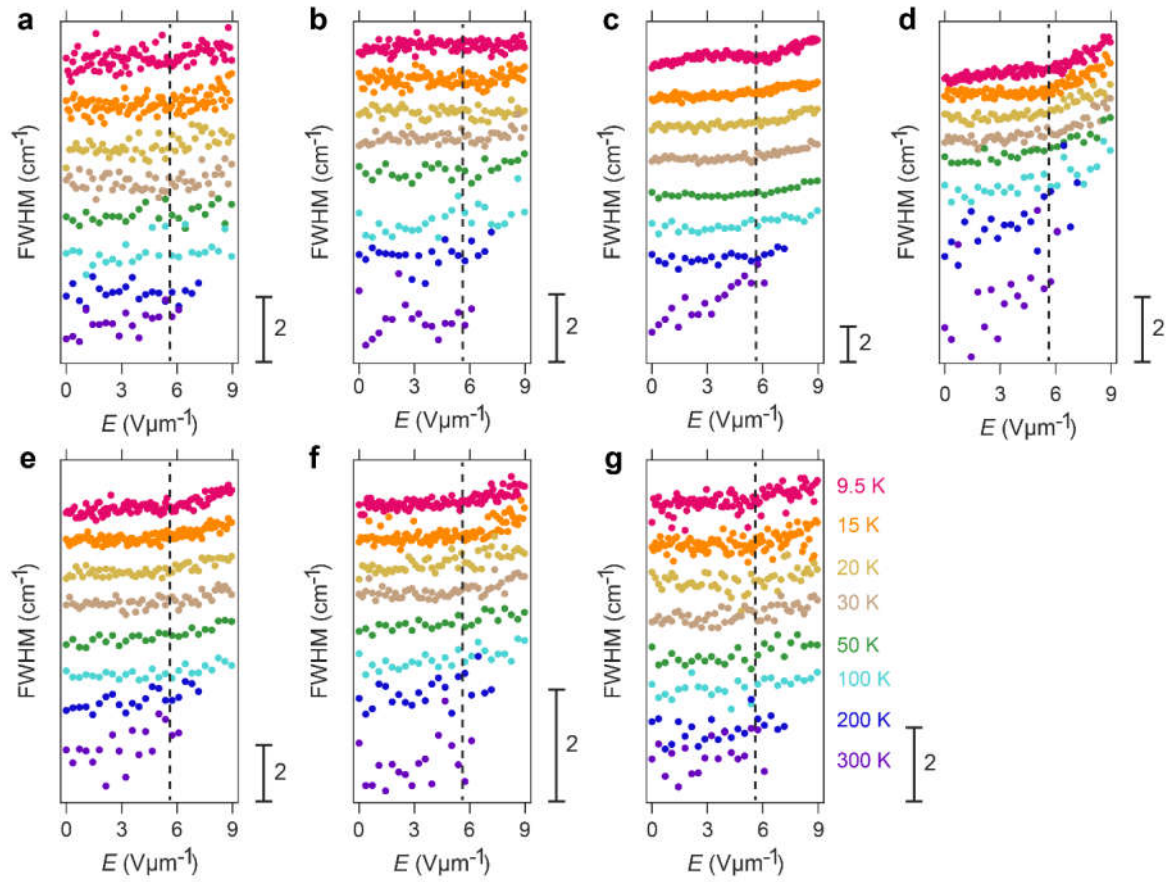 a
b
c
d
FWHM (cm⁻¹)
FWHM (cm⁻¹)
FWHM (cm⁻¹)
FWHM (cm⁻¹)
2
2
2
2
0 3 6 9
0 3 6 9
0 3 6 9
0 3 6 9
E (Vµm⁻¹)
E (Vµm⁻¹)
E (Vµm⁻¹)
E (Vµm⁻¹)
e
f
g
FWHM (cm⁻¹)
FWHM (cm⁻¹)
FWHM (cm⁻¹)
9.5 K
15 K
20 K
30 K
50 K
100 K
200 K
300 K
2
2
2
0 3 6 9
0 3 6 9
0 3 6 9
E (Vµm⁻¹)
E (Vµm⁻¹)
E (Vµm⁻¹)